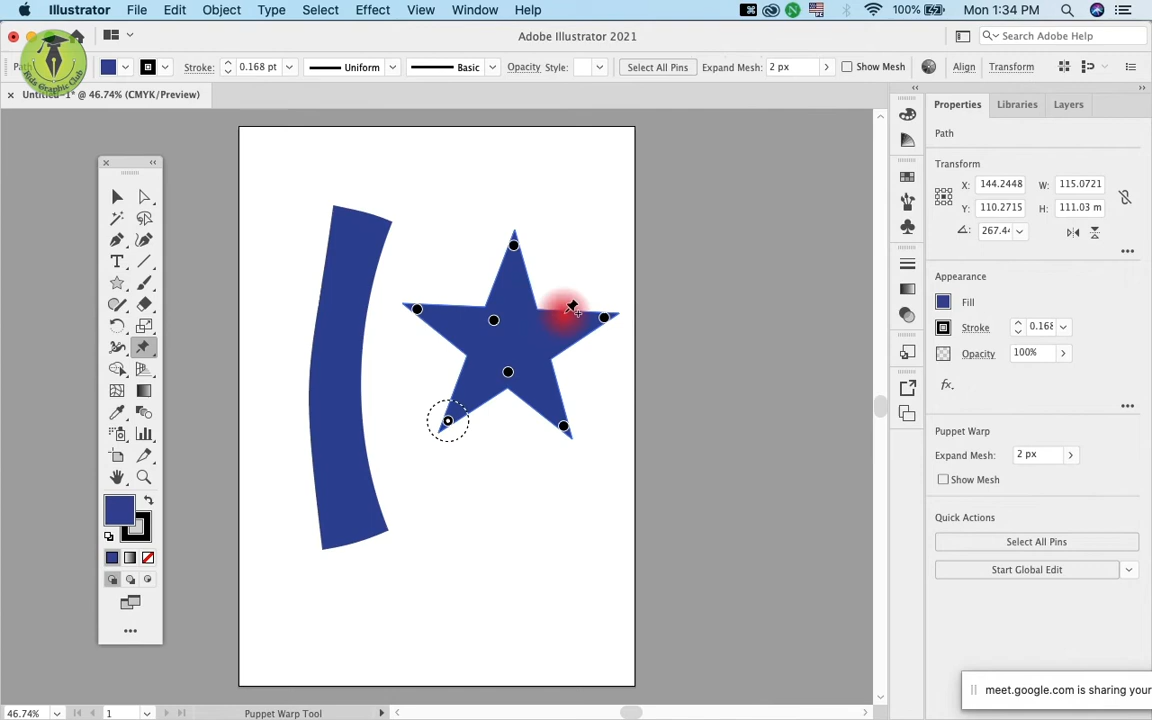 Illustrator File Edit Object Type Select Effect View Window Help 100% Mon 1:34 PM
Adobe Illustrator 2021 Search Adobe Help
Stroke: 0.168 pt Uniform Basic Opacity Style: Select All Pins Expand Mesh: 2 px Show Mesh Align Transform
Kids Graphic Club
@ 46.74% (CMYK/Preview)
Properties Libraries Layers
Path
Transform
X: 144.2448 W: 115.0721
Y: 110.2715 H: 111.03 m
267.44
Appearance
Fill
Stroke 0.168
Opacity 100%
fx.
Puppet Warp
Expand Mesh: 2 px
Show Mesh
Quick Actions
Select All Pins
Start Global Edit
meet.google.com is sharing your
46.74% 1 Puppet Warp Tool